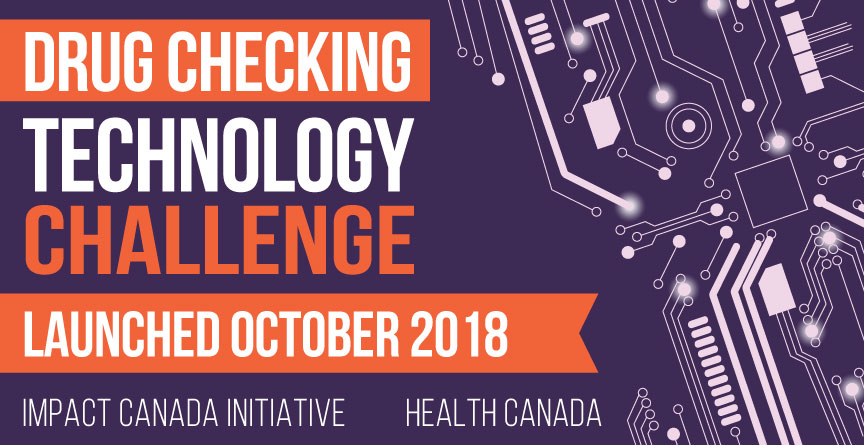 DRUG CHECKING
TECHNOLOGY
CHALLENGE
LAUNCHED OCTOBER 2018
IMPACT CANADA INITIATIVE HEALTH CANADA